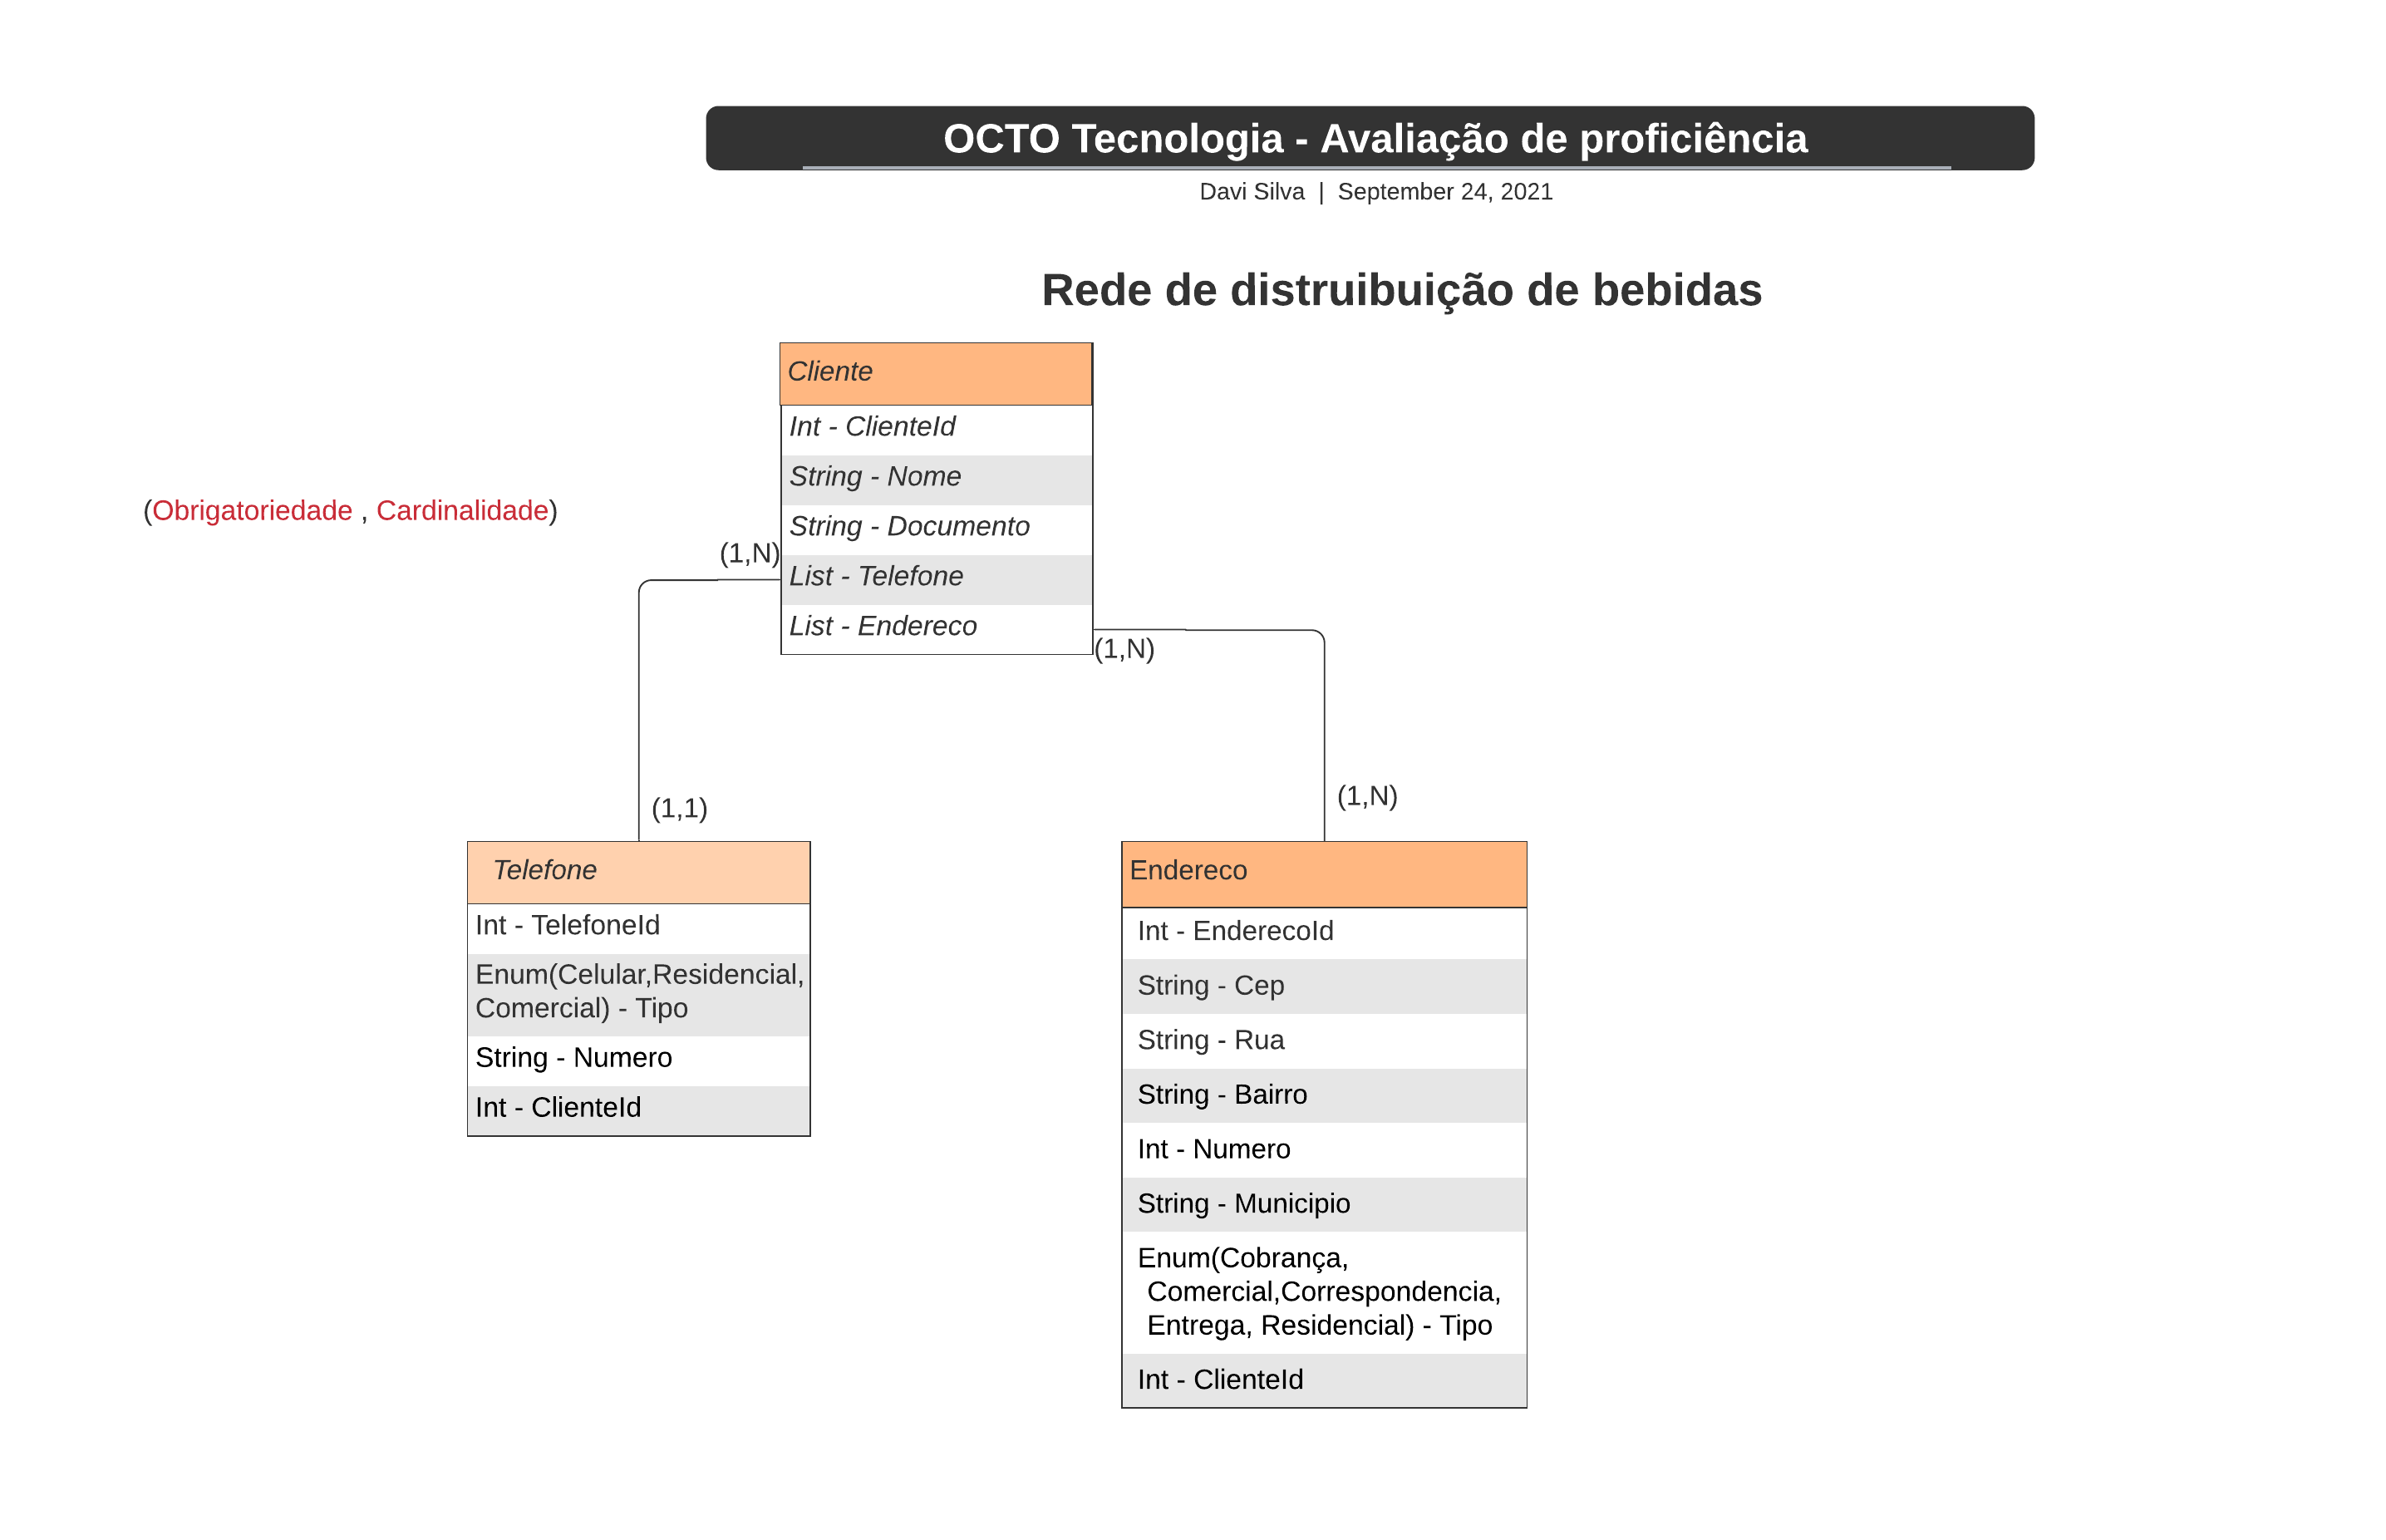 OCTO Tecnologia - Avaliação de proficiência
Davi Silva | September 24, 2021
Rede de distruibuição de bebidas
Cliente
Int - ClienteId
String - Nome
String - Documento
List - Telefone
List - Endereco
(Obrigatoriedade , Cardinalidade)
(1,N)
(1,N)
(1,1)
(1,N)
Telefone
Int - TelefoneId
Enum(Celular,Residencial,
Comercial) - Tipo
String - Numero
Int - ClienteId
Endereco
Int - EnderecoId
String - Cep
String - Rua
String - Bairro
Int - Numero
String - Municipio
Enum(Cobrança,
Comercial,Correspondencia,
Entrega, Residencial) - Tipo
Int - ClienteId